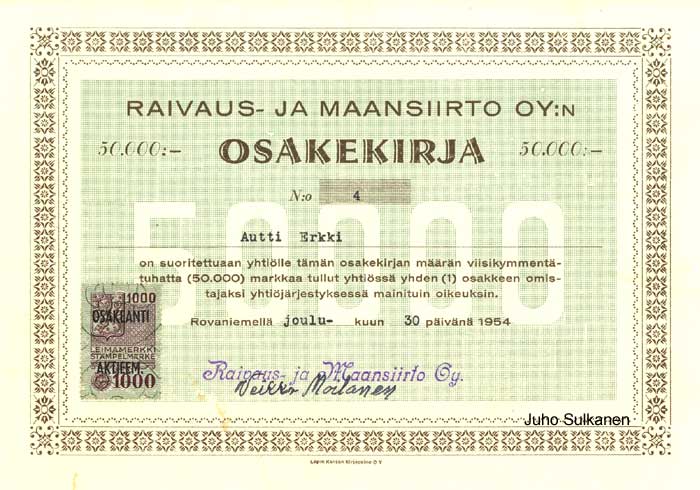 RAIVAUS- JA MAANSIIRTO OY:N
50.000:– OSAKEKIRJA 50.000:–
N:o 4
50000
Autti Erkki
on suoritettuaan yhtiölle tämän osakekirjan määrän viisikymmentä-
tuhatta (50.000) markkaa tullut yhtiössä yhden (1) osakkeen omis-
tajaksi yhtiöjärjestyksessä mainituin oikeuksin.
Rovaniemellä joulu- kuun 30 päivänä 1954
1000
OSAKEANTI
LEIMAMERKKI
STÄMPELMÄRKE
AKTIEEM.
1000
Raivaus- ja Maansiirto Oy.
Veikko Moilanen
Juho Sulkanen
Lapin Kansan Kirjapaino O Y